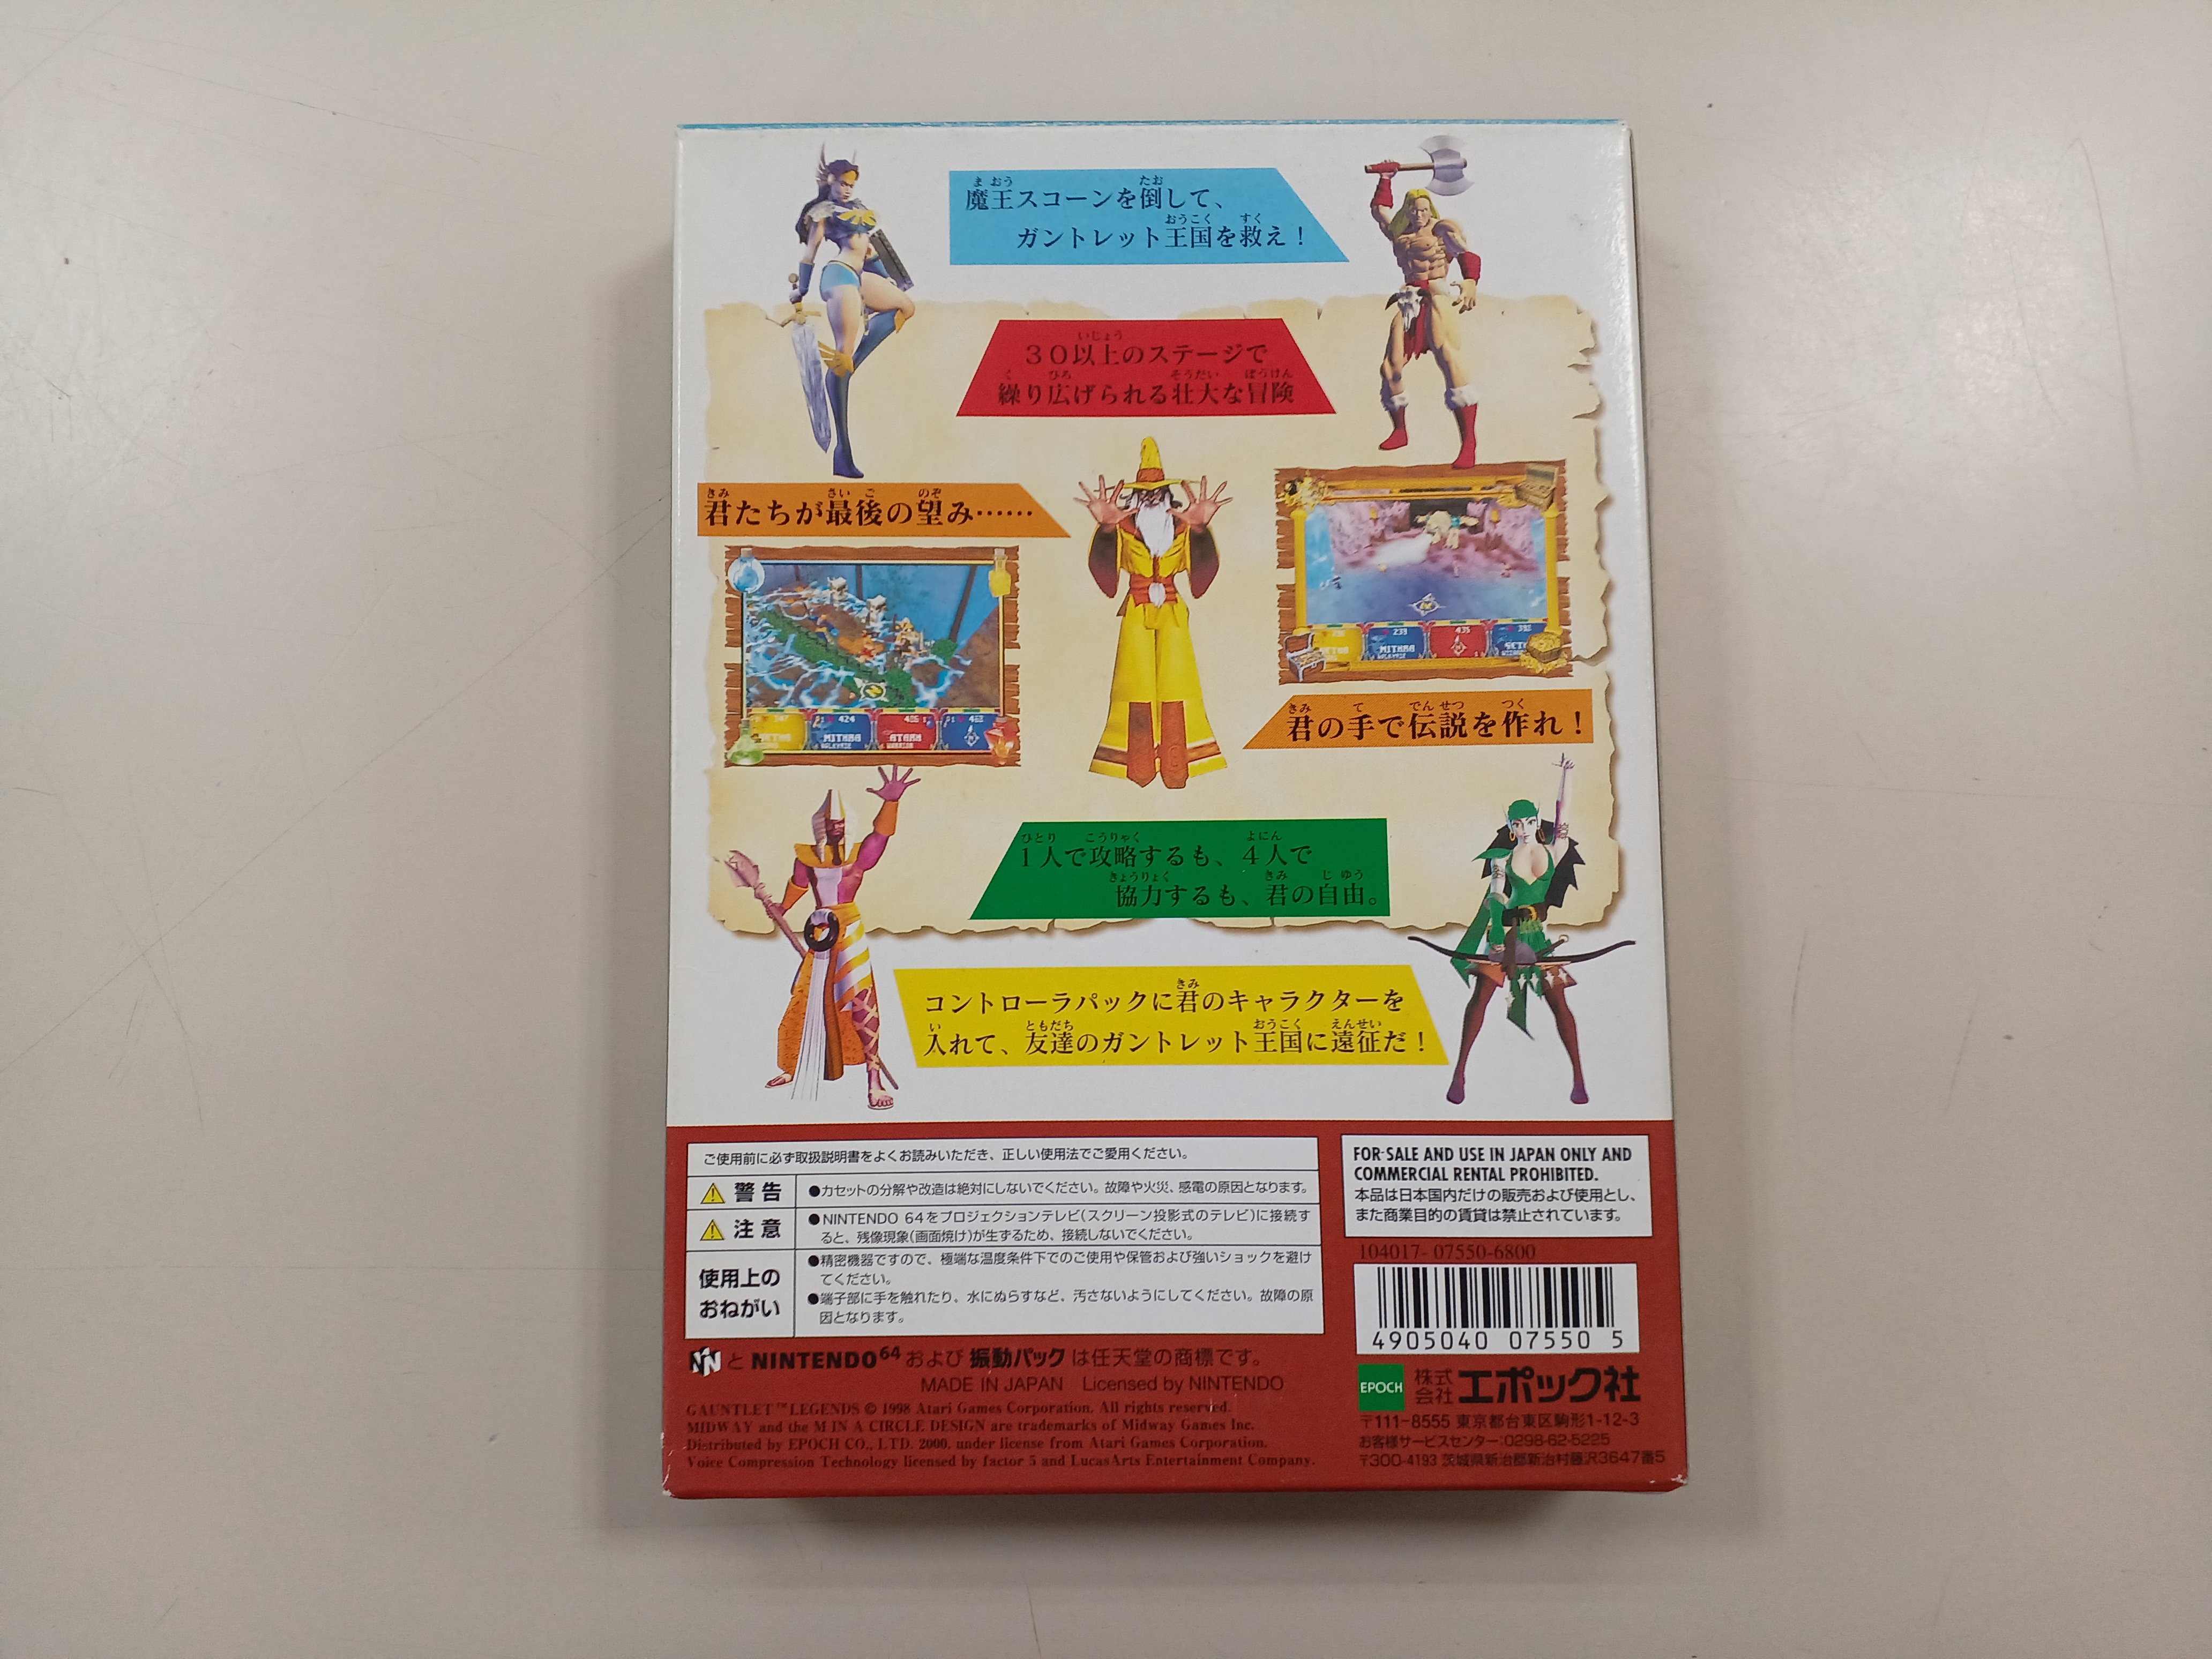 魔王スコーンを倒して、
ガントレット王国を救え！
30以上のステージで
繰り広げられる壮大な冒険
君たちが最後の望み……
君の手で伝説を作れ！
1人で攻略するも、4人で
協力するも、君の自由。
コントローラパックに君のキャラクターを
入れて、友達のガントレット王国に遠征だ！
ご使用前に必ず取扱説明書をよくお読みいただき、正しい使用法でご愛用ください。
警告
●カセットの分解や改造は絶対にしないでください。故障や火災、感電の原因となります。
注意
●NINTENDO 64をプロジェクションテレビ(スクリーン投影式のテレビ)に接続す
ると、残像現象(画面焼け)が生ずるため、接続しないでください。
使用上の
おねがい
●精密機器ですので、極端な温度条件下でのご使用や保管および強いショックを避け
てください。
●端子部に手を触れたり、水にぬらすなど、汚さないようにしてください。故障の原
因となります。
と NINTENDO64 および 振動パック は任天堂の商標です。
MADE IN JAPAN Licensed by NINTENDO
GAUNTLET™ LEGENDS © 1998 Atari Games Corporation. All rights reserved.
MIDWAY and the M IN A CIRCLE DESIGN are trademarks of Midway Games Inc.
Distributed by EPOCH CO., LTD. 2000. under license from Atari Games Corporation.
Voice Compression Technology licensed by factor 5 and LucasArts Entertainment Company.
FOR SALE AND USE IN JAPAN ONLY AND
COMMERCIAL RENTAL PROHIBITED.
本品は日本国内だけの販売および使用とし、
また商業目的の賃貸は禁止されています。
104017- 07550-6800
4905040 07550 5
EPOCH 株式会社 エポック社
〒111-8555 東京都台東区駒形1-12-3
お客様サービスセンター:0298-62-5225
〒300-4193 茨城県新治郡新治村藤沢3647番5